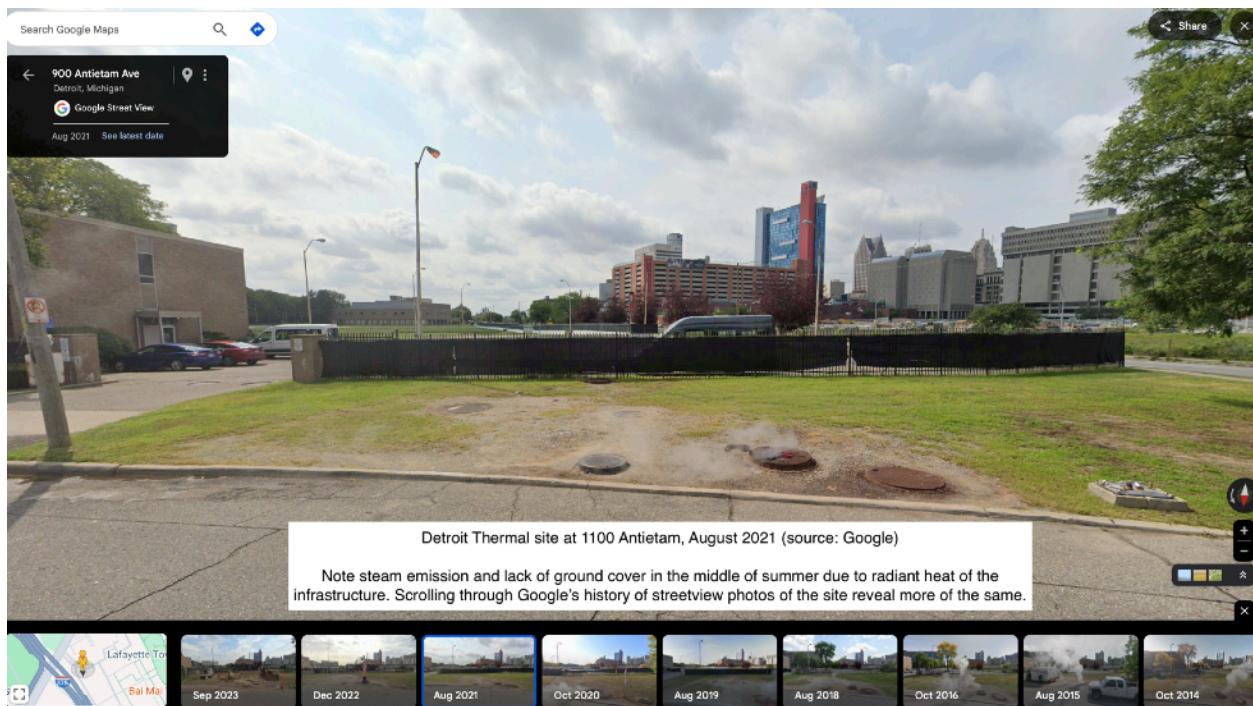 Search Google Maps
Share
900 Antietam Ave
Detroit, Michigan
Google Street View
Aug 2021 See latest date
Detroit Thermal site at 1100 Antietam, August 2021 (source: Google)
Note steam emission and lack of ground cover in the middle of summer due to radiant heat of the
infrastructure. Scrolling through Google's history of streetview photos of the site reveal more of the same.
Lafayette To
Bal Mai
Sep 2023
Dec 2022
Aug 2021
Oct 2020
Aug 2019
Aug 2018
Oct 2016
Aug 2015
Oct 2014